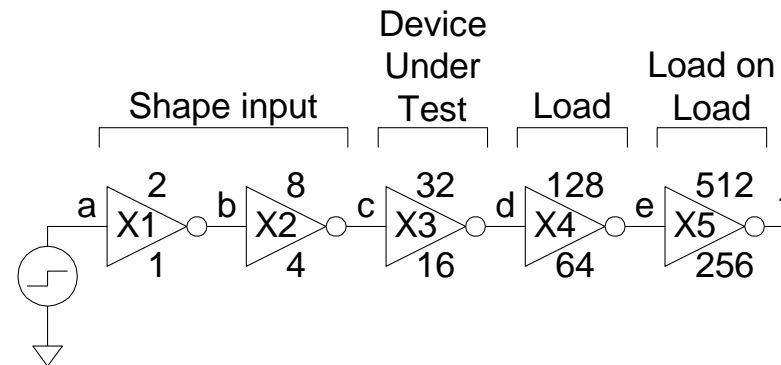 Device
Under
Test
Load on
Load
Shape input
Load
2 8 32 128 512
a X1 b X2 c X3 d X4 e X5
1 4 16 64 256